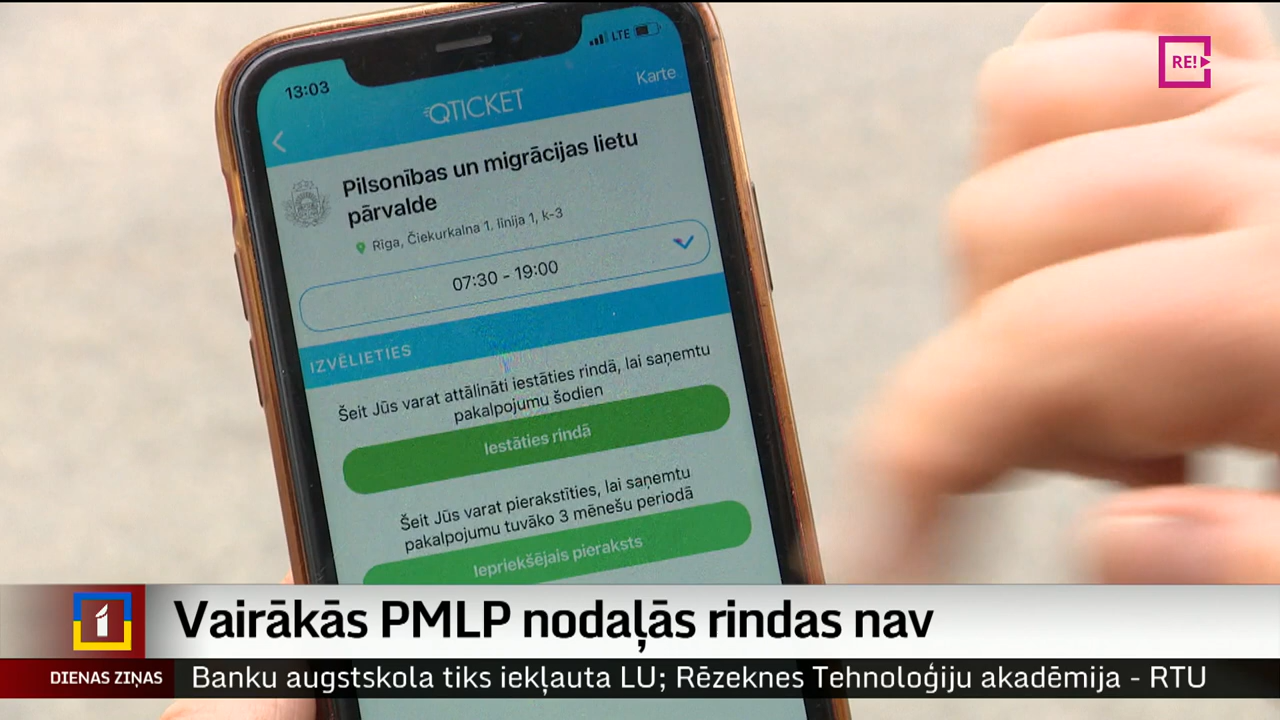 RE!
13:03
LTE
QTICKET
Karte
Pilsonības un migrācijas lietu
pārvalde
Rīga, Čiekurkalna 1. līnija 1, k-3
07:30 - 19:00
IZVĒLIETIES
Šeit Jūs varat attālināti iestāties rindā, lai saņemtu
pakalpojumu šodien
Iestāties rindā
Šeit Jūs varat pierakstīties, lai saņemtu
pakalpojumu tuvāko 3 mēnešu periodā
Iepriekšējais pieraksts
1
Vairākās PMLP nodaļās rindas nav
DIENAS ZIŅAS
Banku augstskola tiks iekļauta LU; Rēzeknes Tehnoloģiju akadēmija - RTU